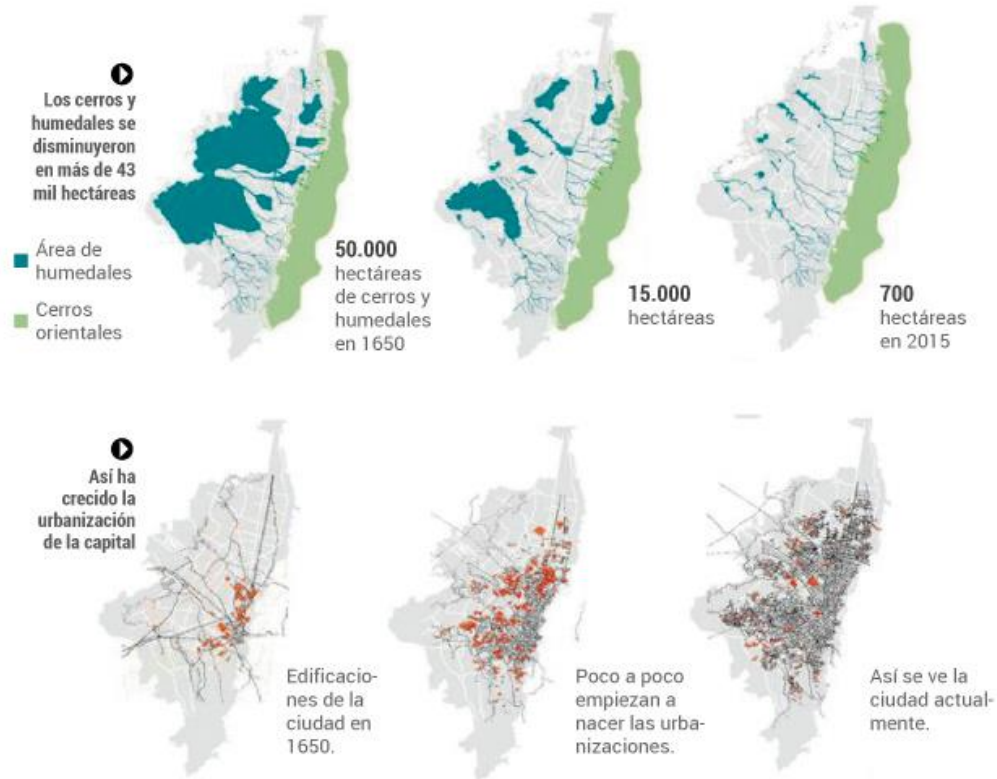 Los cerros y
humedales se
disminuyeron
en más de 43
mil hectáreas
Área de
humedales
Cerros
orientales
50.000
hectáreas
de cerros y
humedales
en 1650
15.000
hectáreas
700
hectáreas
en 2015
Así ha
crecido la
urbanización
de la capital
Edificacio-
nes de la
ciudad en
1650.
Poco a poco
empiezan a
nacer las urba-
nizaciones.
Así se ve la
ciudad actual-
mente.